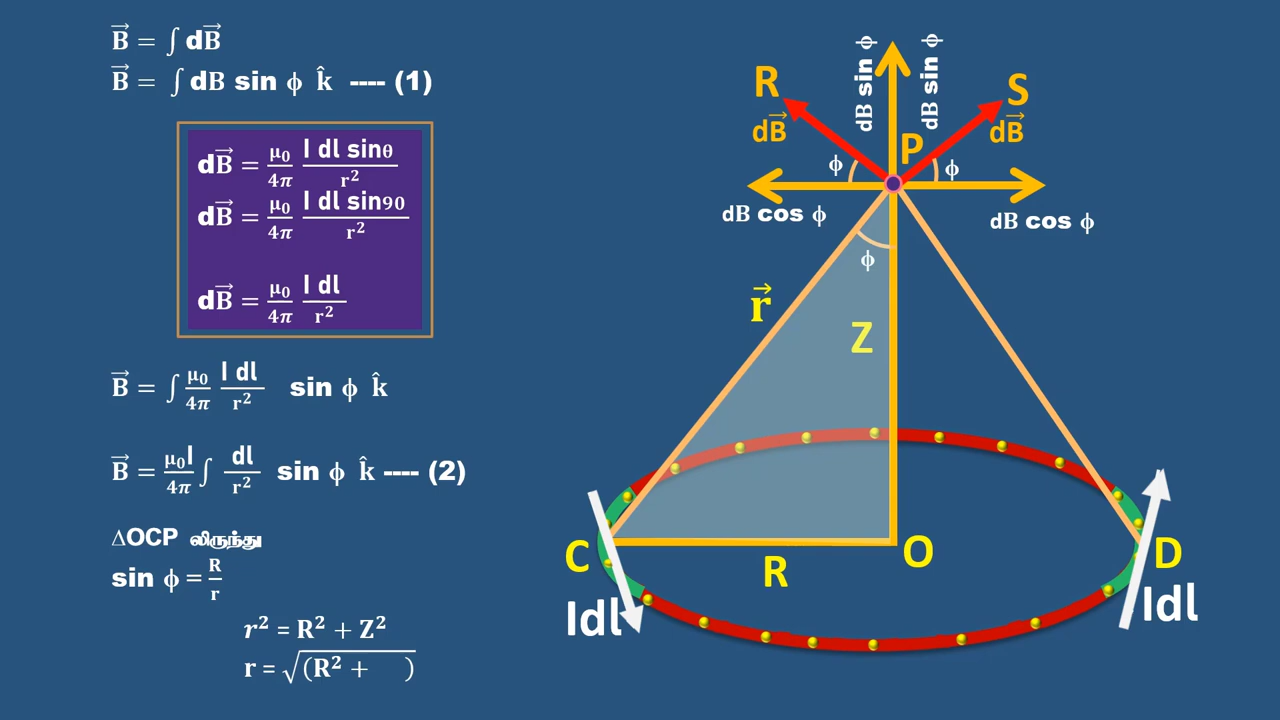 B⃗ = ∫ dB⃗
B⃗ = ∫ dB sin ϕ k̂ ---- (1)
dB⃗ = μ₀/4π I dl sinθ/r²
dB⃗ = μ₀/4π I dl sin90/r²
dB⃗ = μ₀/4π I dl/r²
B⃗ = ∫ μ₀/4π I dl/r² sin ϕ k̂
B⃗ = μ₀I/4π ∫ dl/r² sin ϕ k̂ ---- (2)
∆OCP லிருந்து
sin ϕ = R/r
r² = R² + Z²
r = √(R² + )
dB sin ϕ
dB sin ϕ
R
S
dB⃗
dB⃗
P
ϕ
ϕ
dB cos ϕ
dB cos ϕ
ϕ
r⃗
Z
C
O
D
R
Idl
Idl